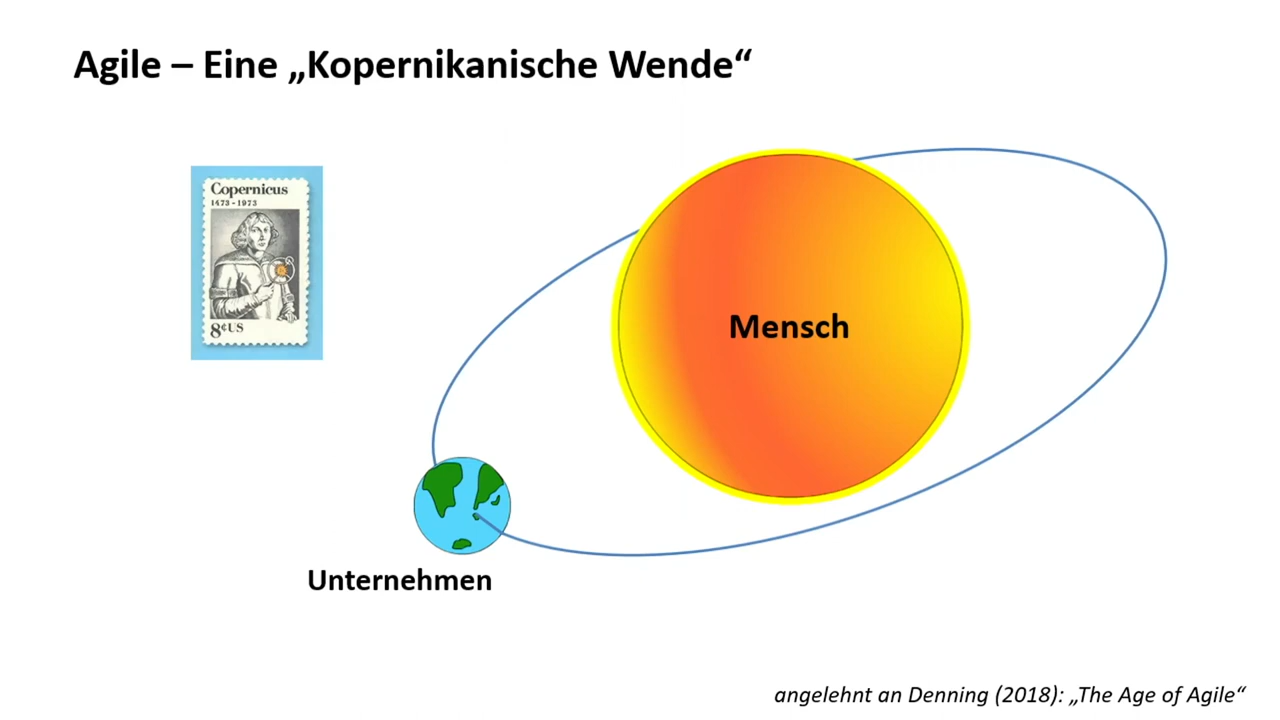 Agile – Eine „Kopernikanische Wende“
Copernicus
1473-1973
8¢US
Mensch
Unternehmen
angelehnt an Denning (2018): „The Age of Agile“